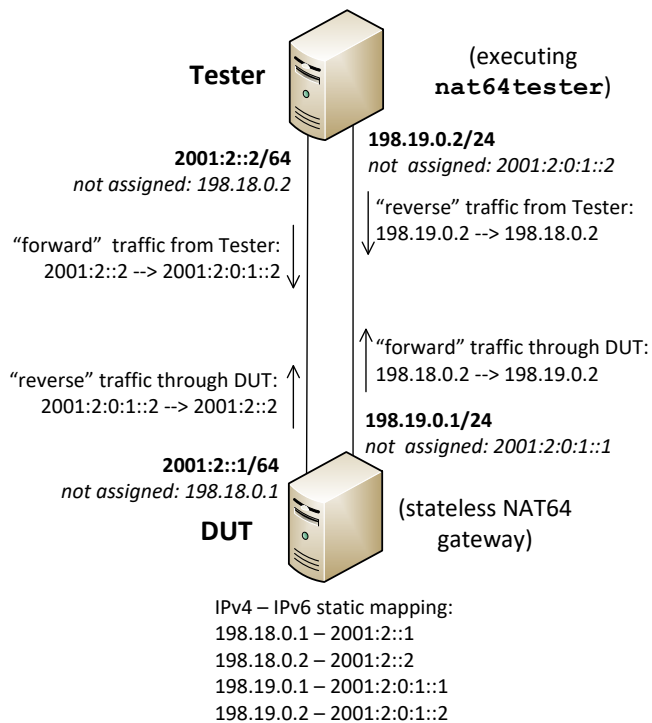 Tester
(executing
nat64tester)
2001:2::2/64
not assigned: 198.18.0.2
198.19.0.2/24
not  assigned: 2001:2:0:1::2
“reverse” traffic from Tester:
198.19.0.2 --> 198.18.0.2
“forward”  traffic from Tester:
2001:2::2 --> 2001:2:0:1::2
“forward” traffic through DUT:
198.18.0.2 --> 198.19.0.2
“reverse” traffic through DUT:
2001:2:0:1::2 --> 2001:2::2
198.19.0.1/24
not  assigned: 2001:2:0:1::1
2001:2::1/64
not assigned: 198.18.0.1
DUT
(stateless NAT64
gateway)
IPv4 – IPv6 static mapping:
198.18.0.1 – 2001:2::1
198.18.0.2 – 2001:2::2
198.19.0.1 – 2001:2:0:1::1
198.19.0.2 – 2001:2:0:1::2